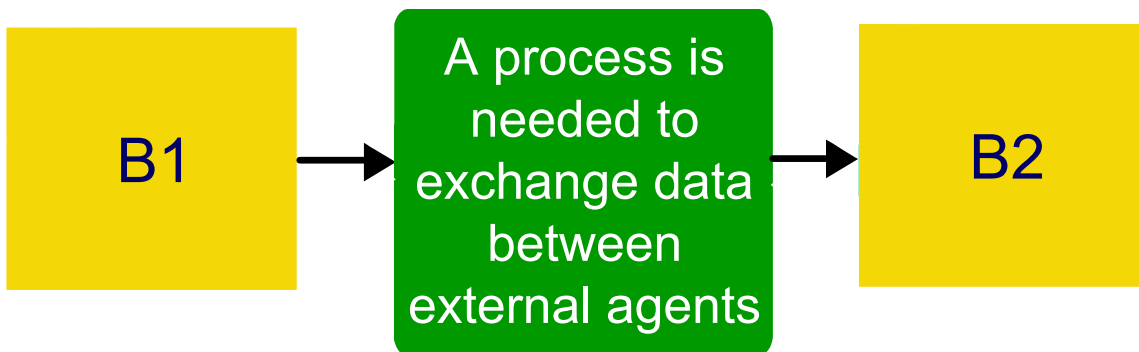 B1
A process is
needed to
exchange data
between
external agents
B2